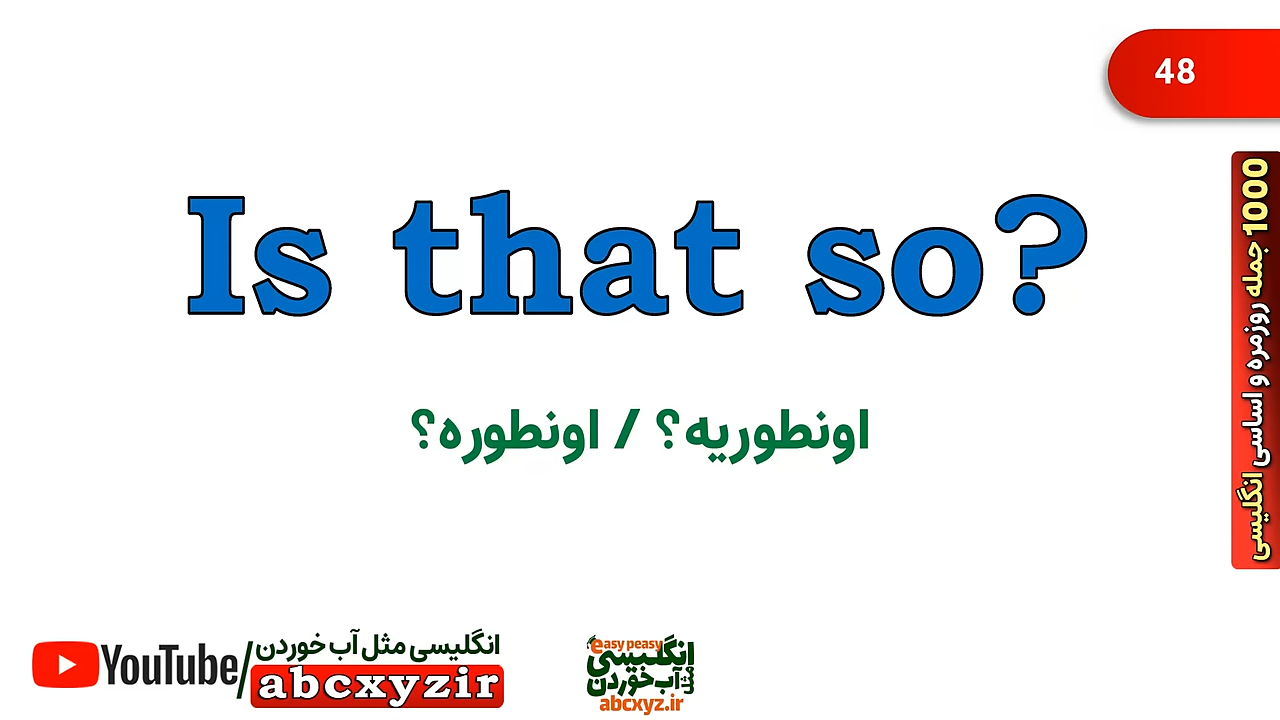 48
1000 جمله روزمره و اساسی انگلیسی
Is that so?
اونطوریه؟ / اونطوره؟
YouTube/
انگلیسی مثل آب خوردن
abcxyzir
easy peasy
انگلیسی
مثل
آب خوردن
abcxyz.ir